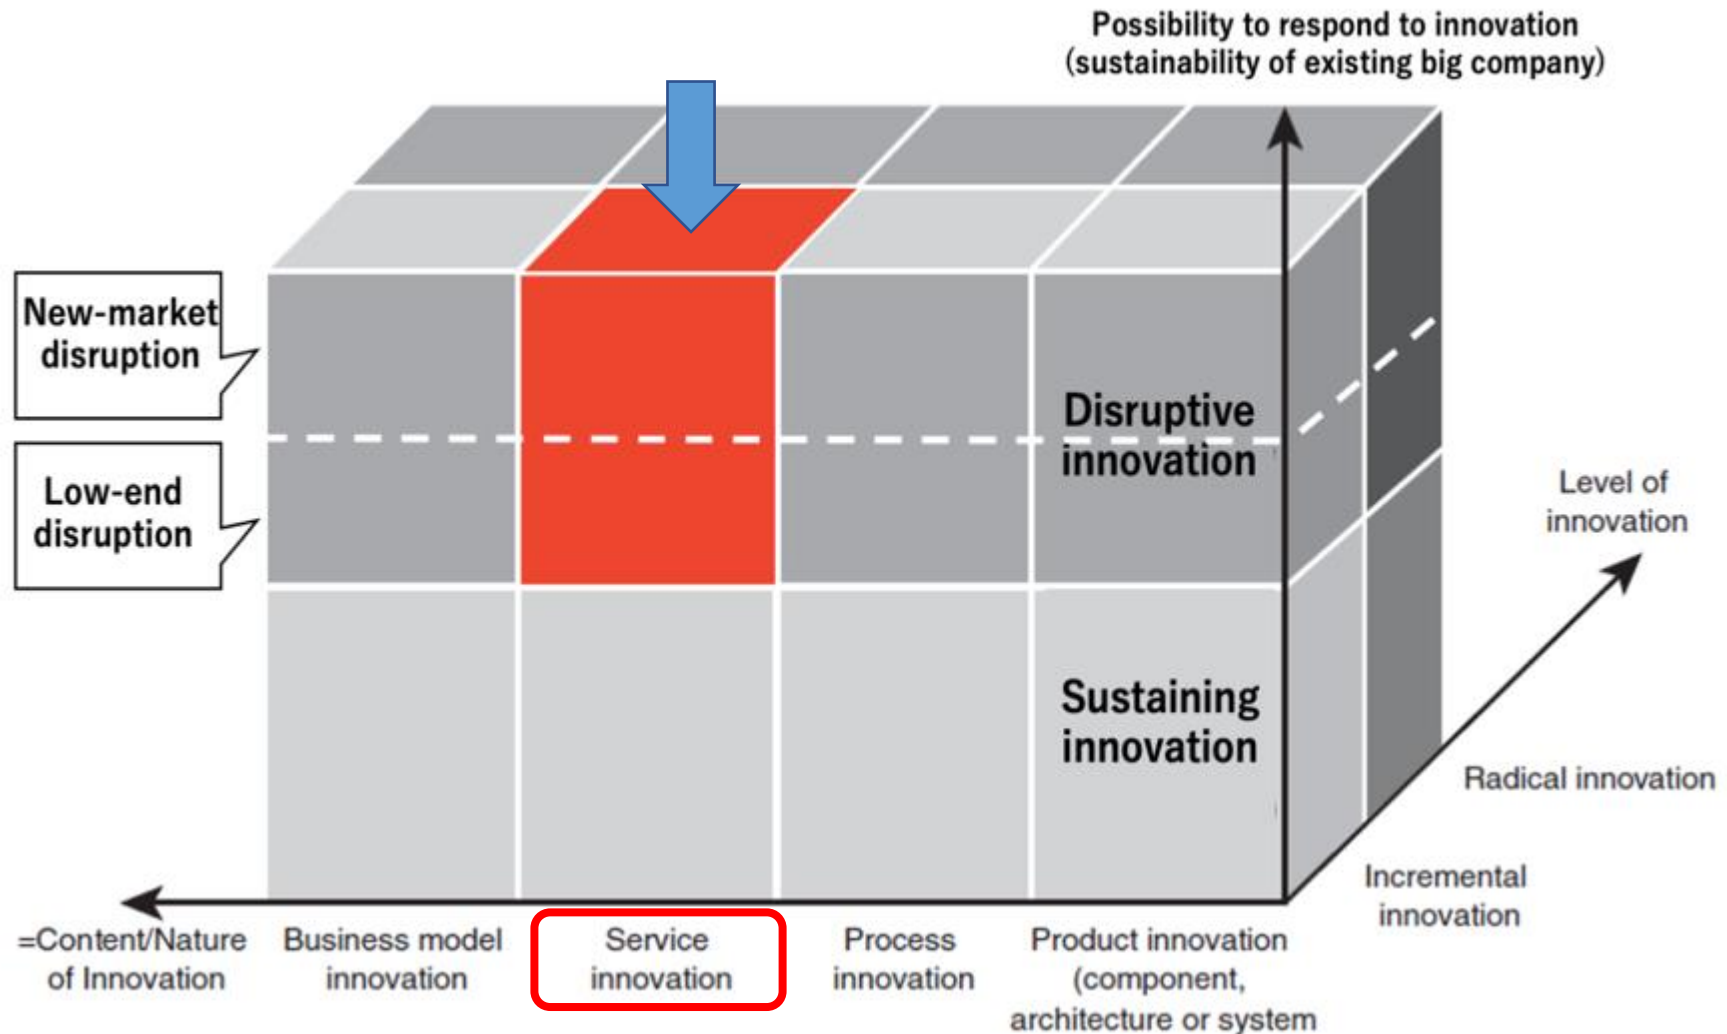 Possibility to respond to innovation
(sustainability of existing big company)
New-market
disruption
Low-end
disruption
Disruptive
innovation
Sustaining
innovation
Level of
innovation
Radical innovation
Incremental
innovation
=Content/Nature
of Innovation
Business model
innovation
Service
innovation
Process
innovation
Product innovation
(component,
architecture or system